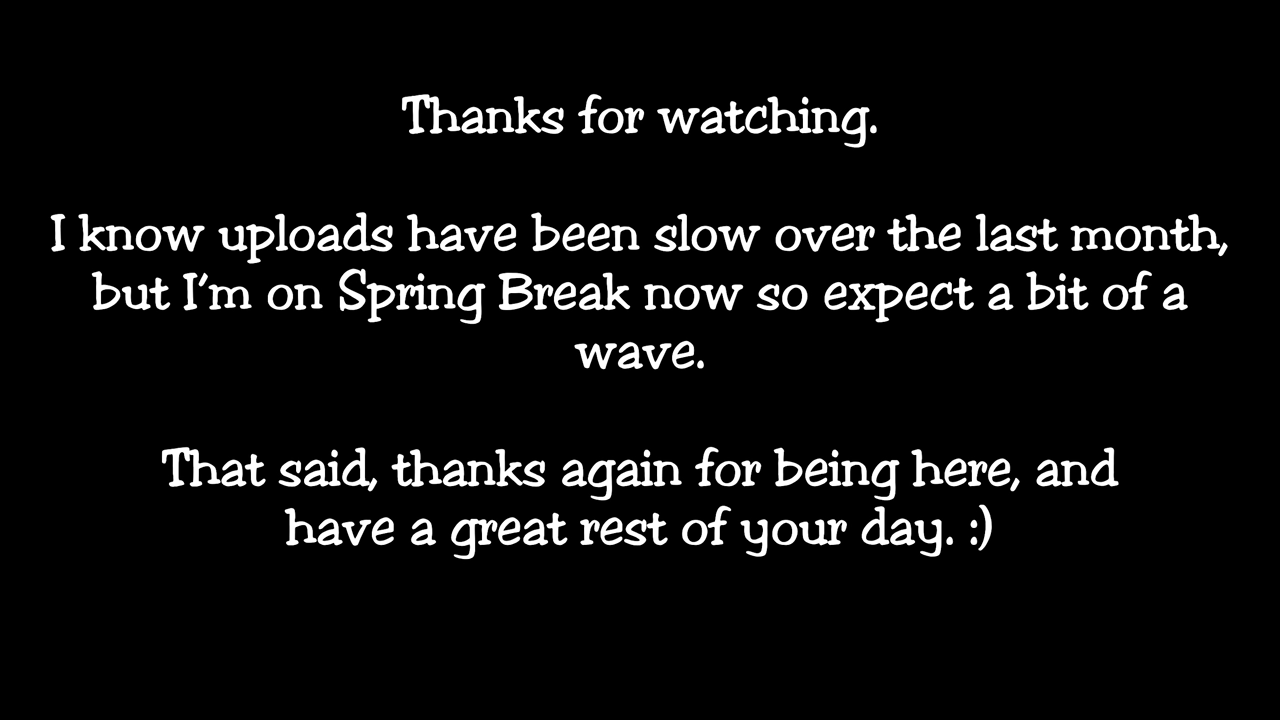 Thanks for watching.
I know uploads have been slow over the last month,
but I'm on Spring Break now so expect a bit of a
wave.
That said, thanks again for being here, and
have a great rest of your day. :)